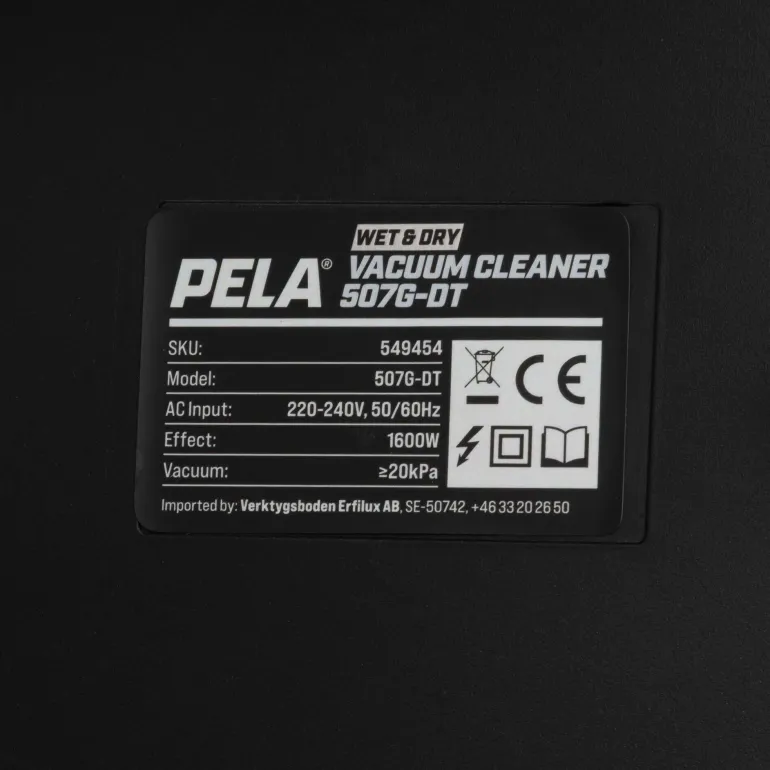 WET & DRY
PELA® VACUUM CLEANER
507G-DT
SKU: 549454
Model: 507G-DT
AC Input: 220-240V, 50/60Hz
Effect: 1600W
Vacuum: ≥20kPa
CE
Imported by: Verktygsboden Erfilux AB, SE-50742, +46 33 20 26 50